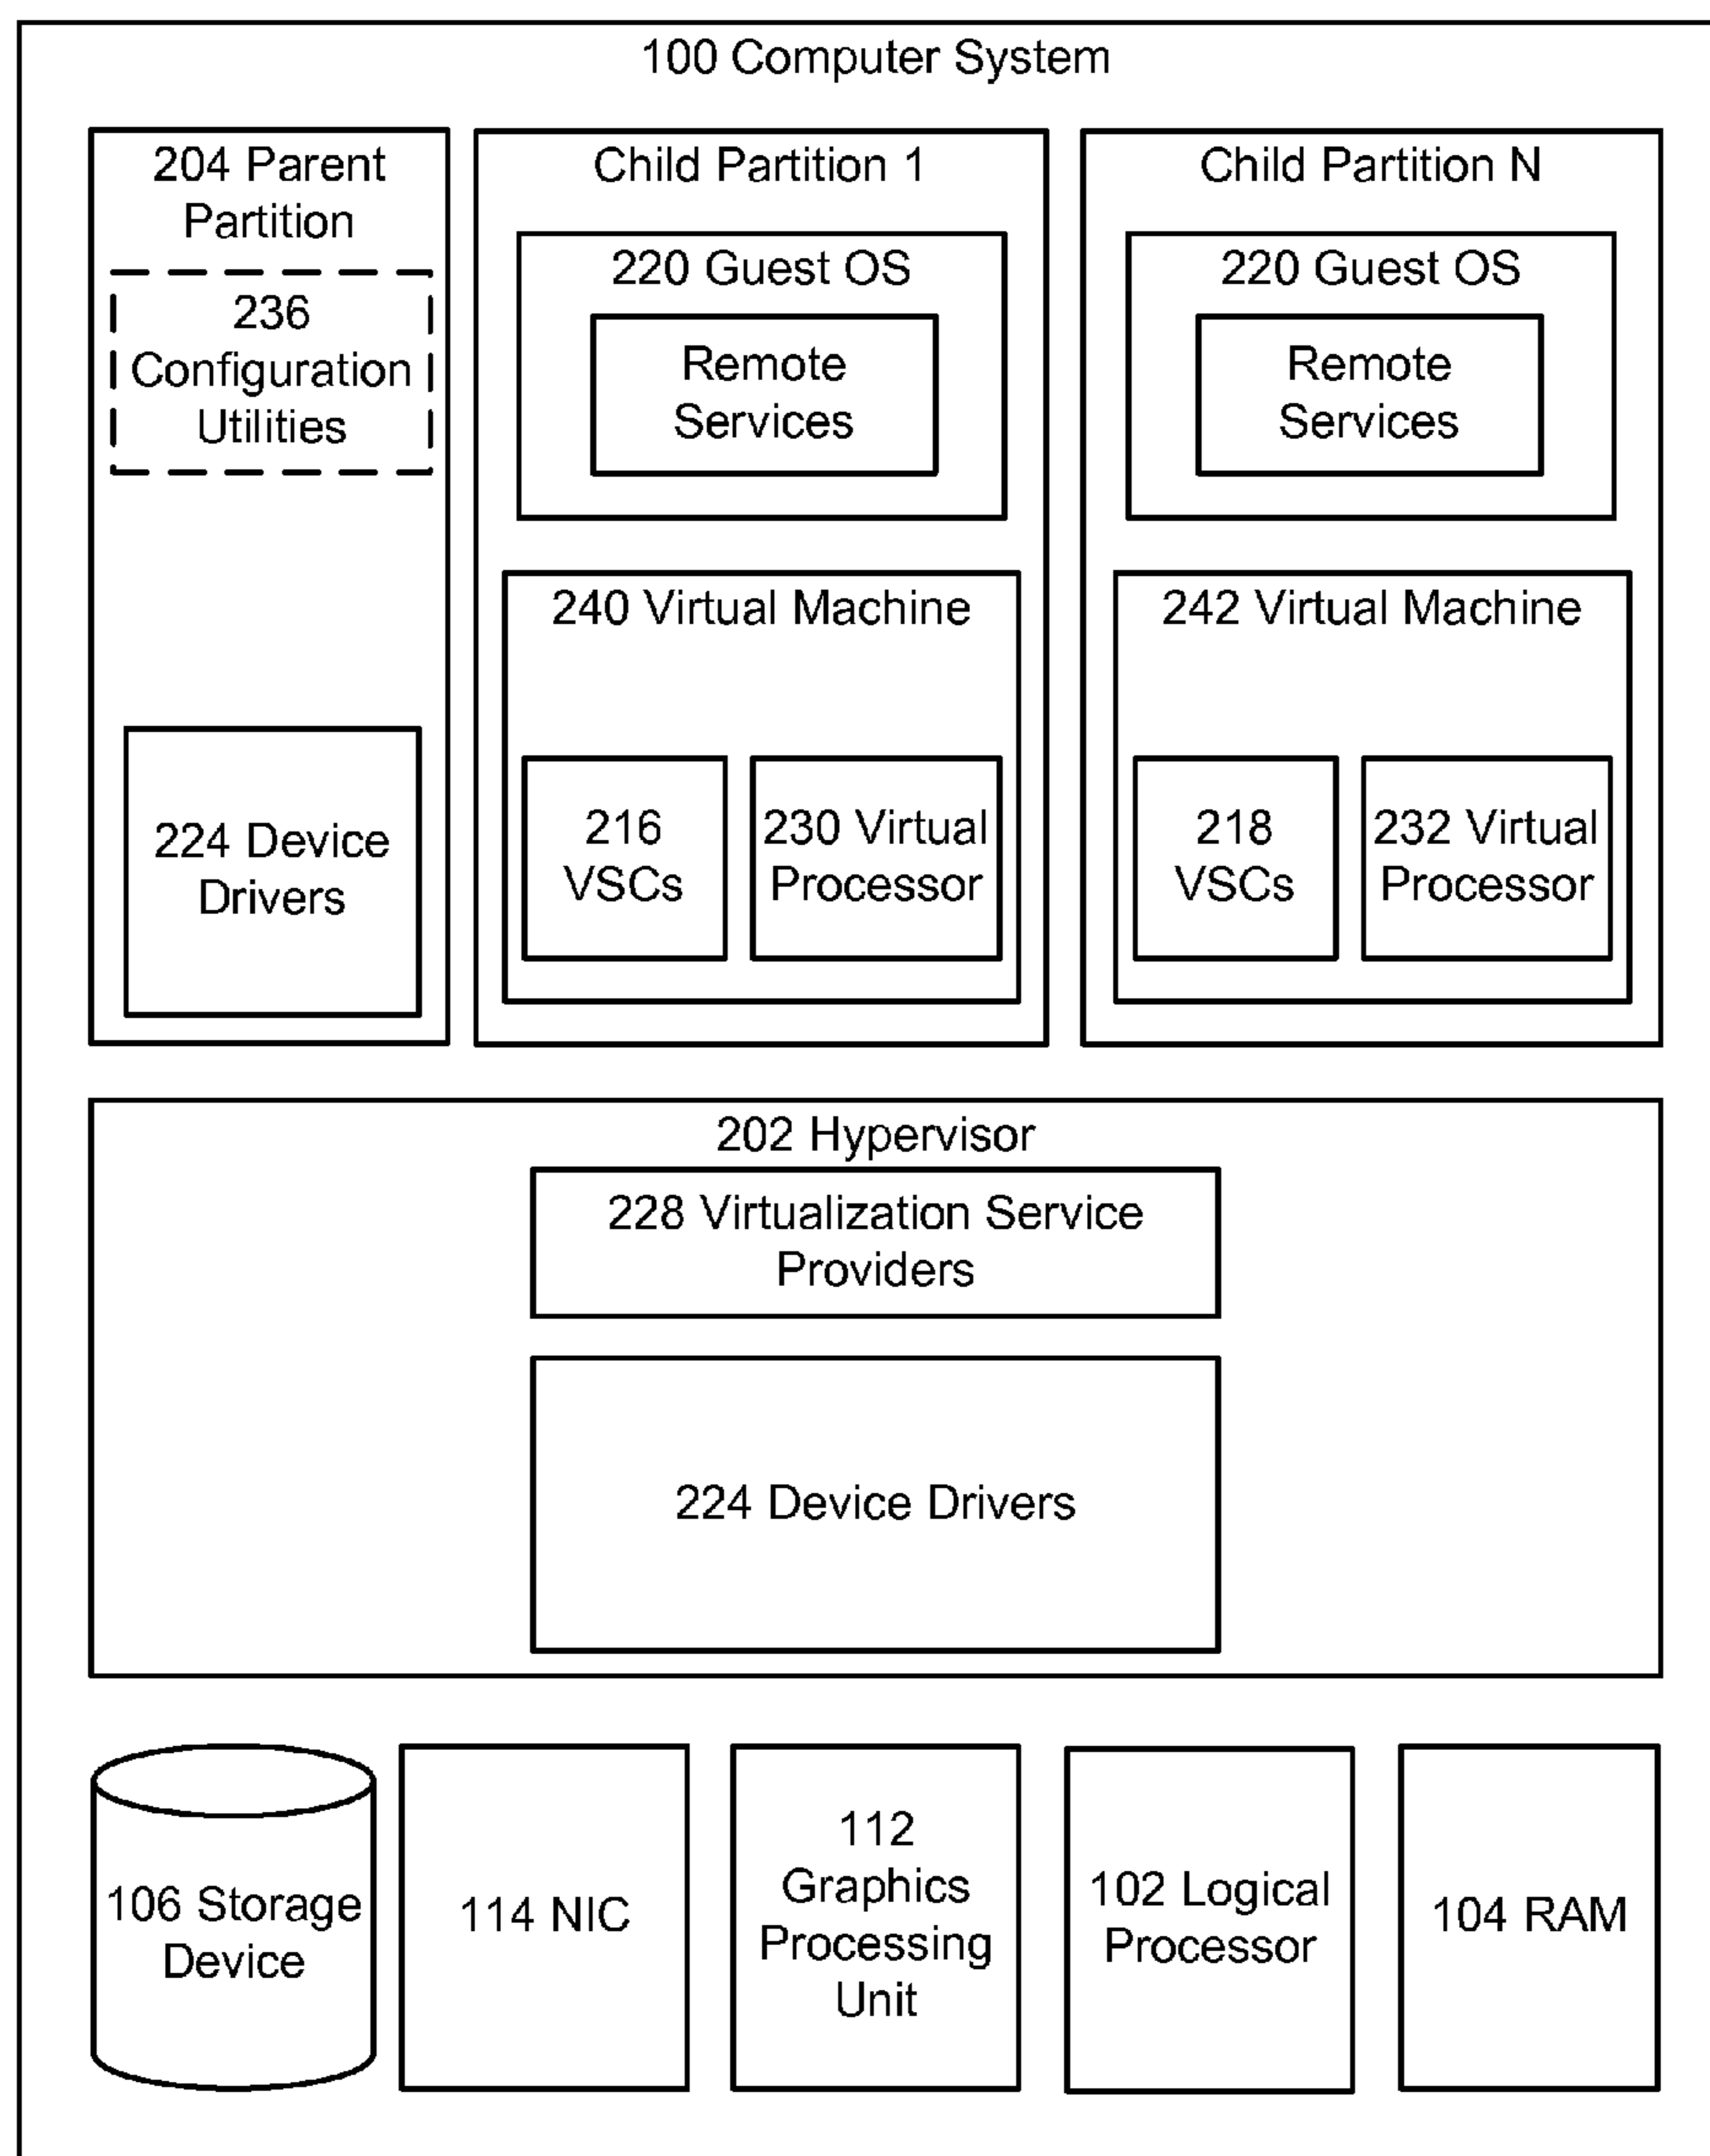 100 Computer System
204 Parent
Partition
236
Configuration
Utilities
224 Device
Drivers
Child Partition 1
220 Guest OS
Remote
Services
240 Virtual Machine
216
VSCs
230 Virtual
Processor
Child Partition N
220 Guest OS
Remote
Services
242 Virtual Machine
218
VSCs
232 Virtual
Processor
202 Hypervisor
228 Virtualization Service
Providers
224 Device Drivers
106 Storage
Device
114 NIC
112
Graphics
Processing
Unit
102 Logical
Processor
104 RAM